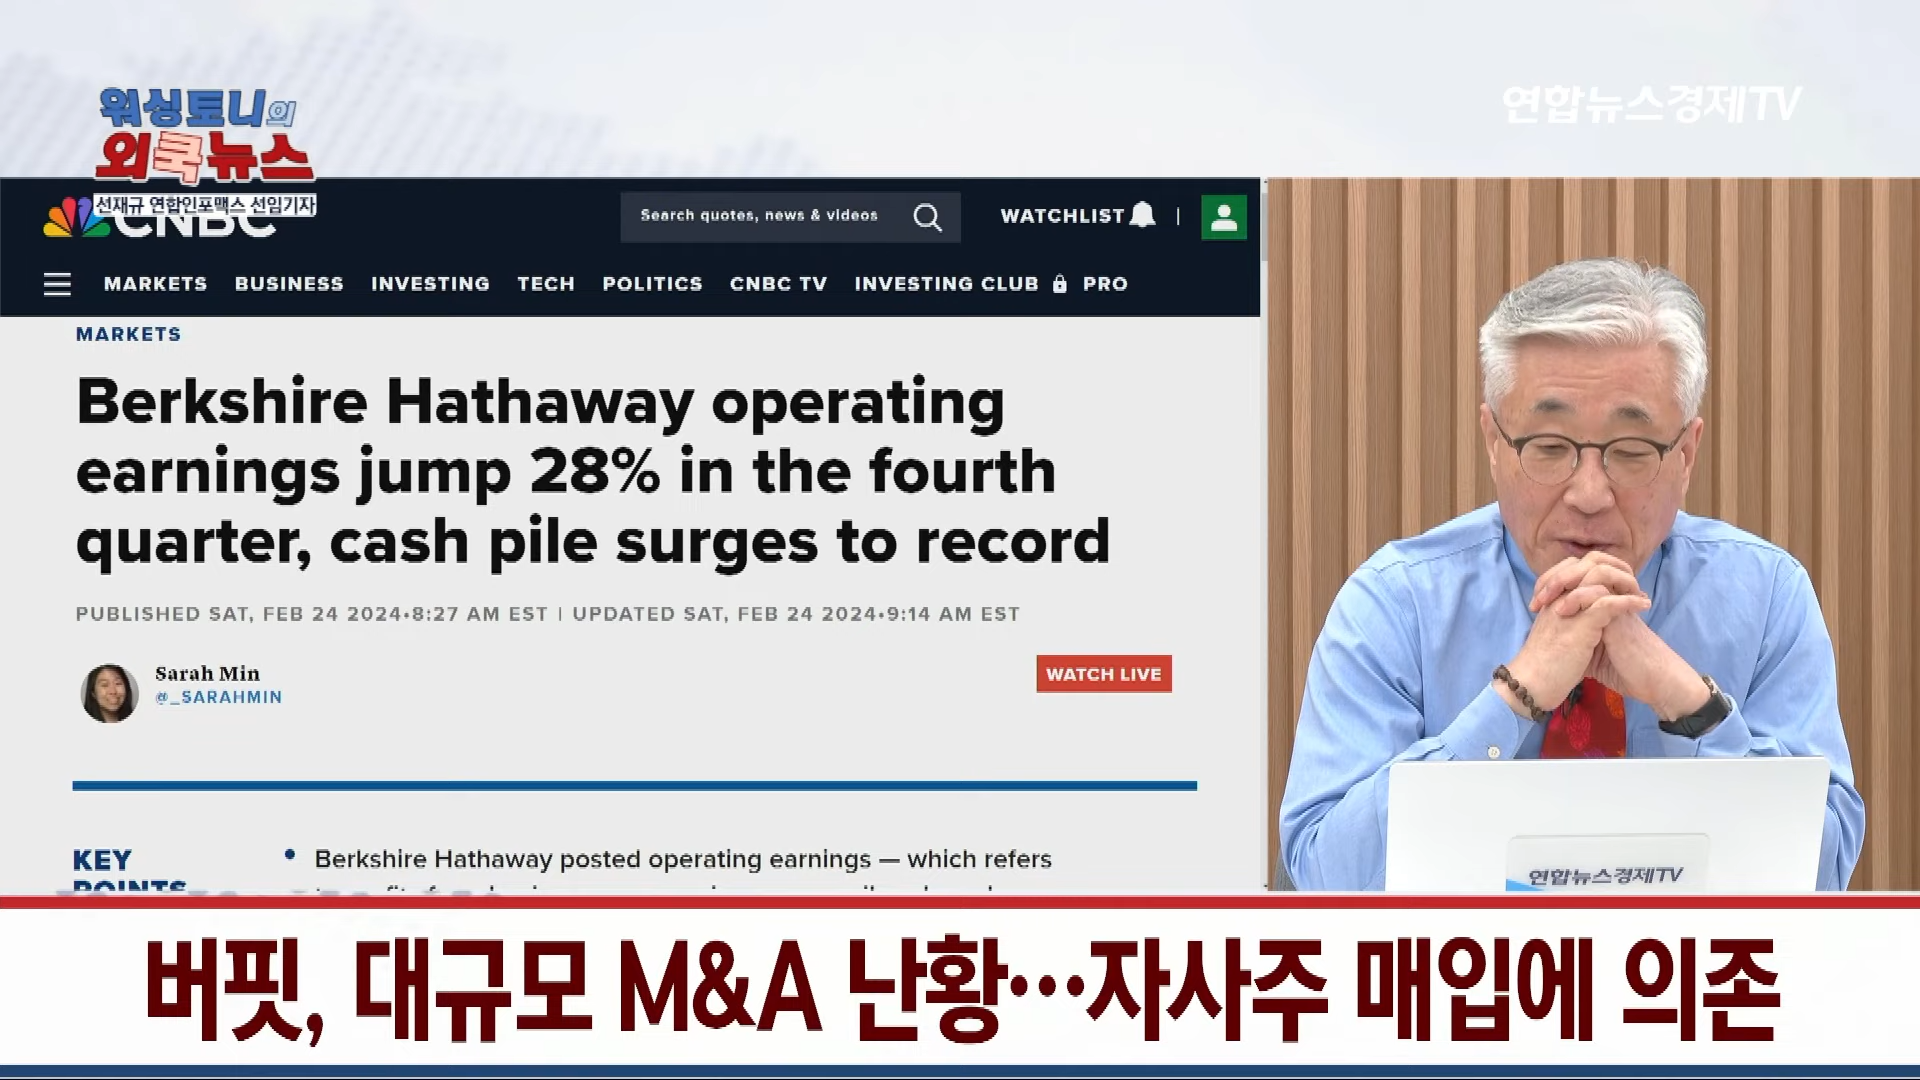 워싱토니의
외쿡뉴스
선재규 연합인포맥스 선임기자
연합뉴스경제TV
CNBC
Search quotes, news & videos
WATCHLIST
MARKETS BUSINESS INVESTING TECH POLITICS CNBC TV INVESTING CLUB PRO
MARKETS
Berkshire Hathaway operating
earnings jump 28% in the fourth
quarter, cash pile surges to record
PUBLISHED SAT, FEB 24 2024•8:27 AM EST | UPDATED SAT, FEB 24 2024•9:14 AM EST
Sarah Min
@_SARAHMIN
WATCH LIVE
KEY
POINTS
• Berkshire Hathaway posted operating earnings — which refers
연합뉴스경제TV
버핏, 대규모 M&A 난황…자사주 매입에 의존